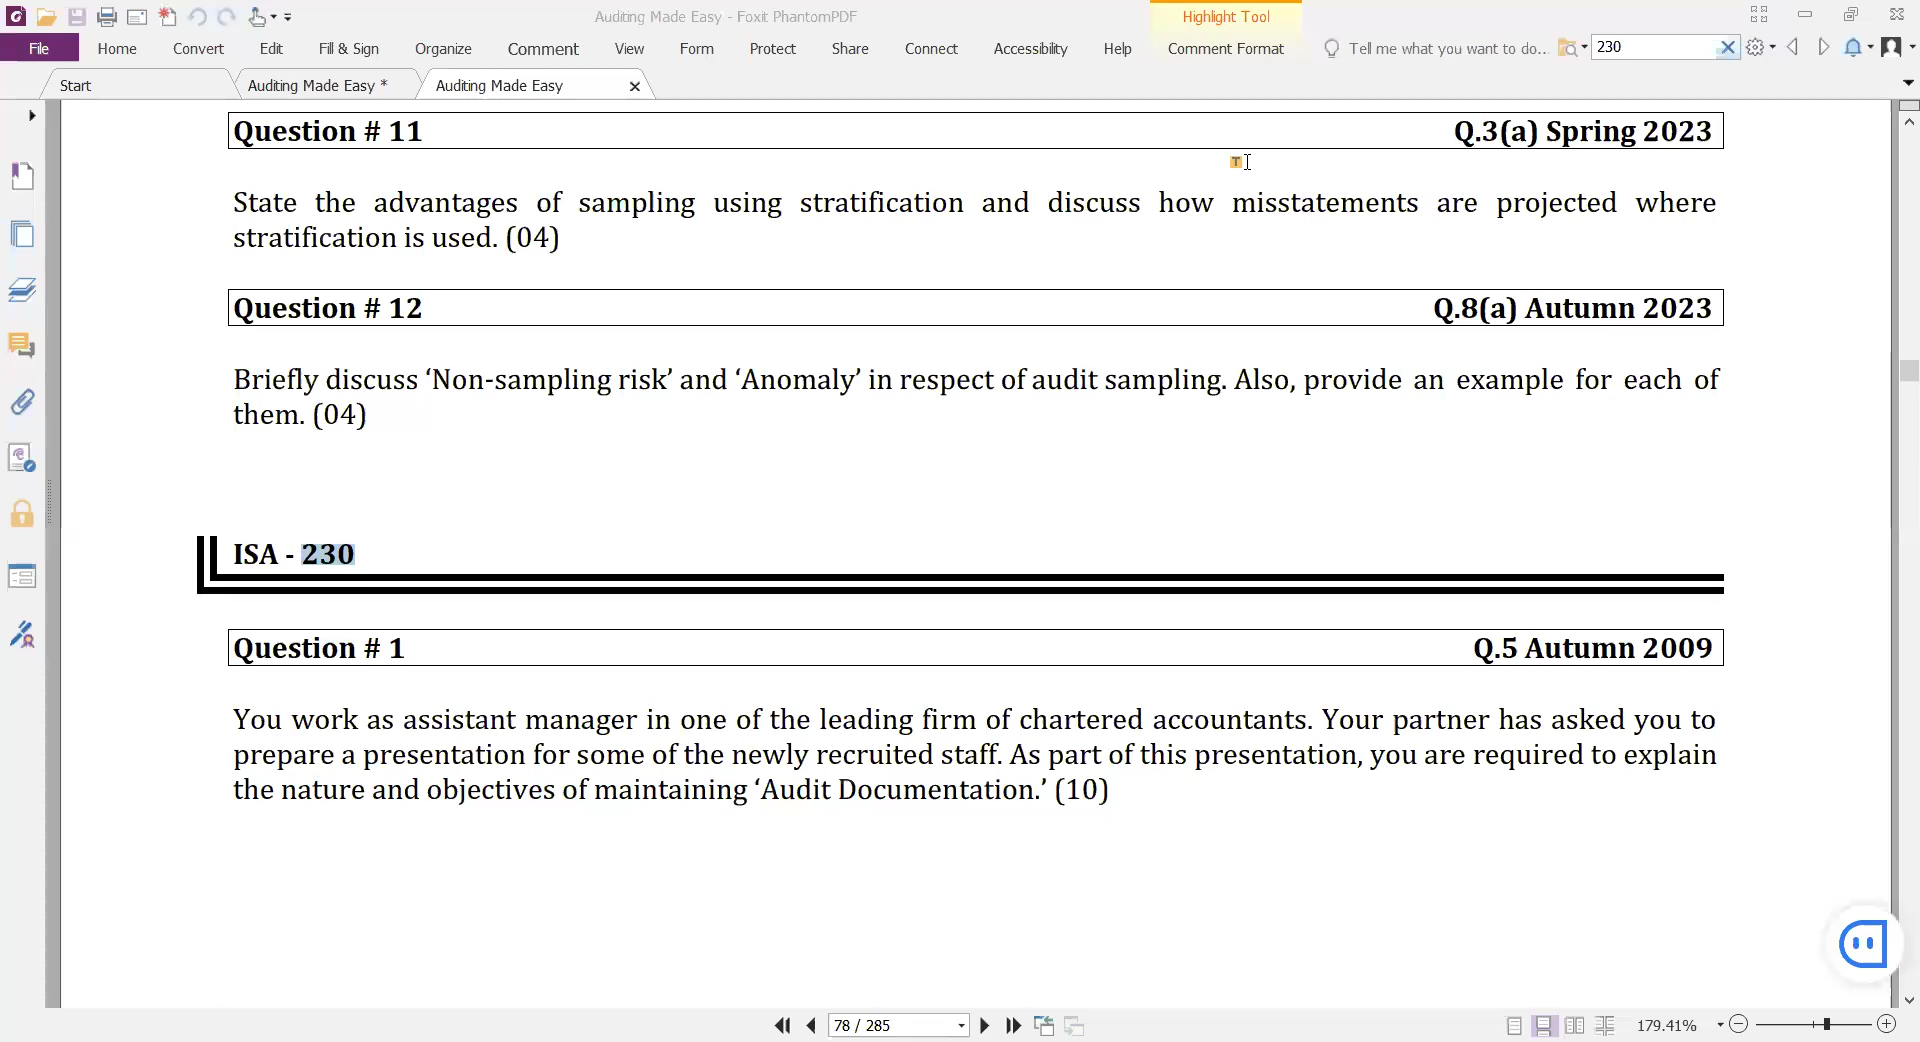 Auditing Made Easy - Foxit PhantomPDF
Highlight Tool
File Home Convert Edit Fill & Sign Organize Comment View Form Protect Share Connect Accessibility Help Comment Format Tell me what you want to do... 230
Start Auditing Made Easy * Auditing Made Easy
Question # 11 Q.3(a) Spring 2023
State the advantages of sampling using stratification and discuss how misstatements are projected where
stratification is used. (04)
Question # 12 Q.8(a) Autumn 2023
Briefly discuss ‘Non-sampling risk’ and ‘Anomaly’ in respect of audit sampling. Also, provide an example for each of
them. (04)
ISA - 230
Question # 1 Q.5 Autumn 2009
You work as assistant manager in one of the leading firm of chartered accountants. Your partner has asked you to
prepare a presentation for some of the newly recruited staff. As part of this presentation, you are required to explain
the nature and objectives of maintaining ‘Audit Documentation.’ (10)
78 / 285 179.41%